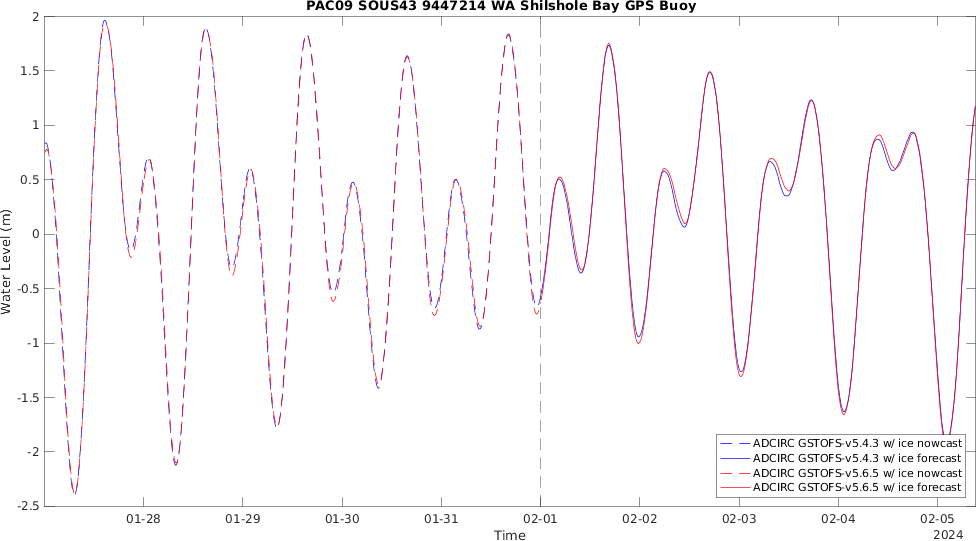 PAC09 SOUS43 9447214 WA Shilshole Bay GPS Buoy
Water Level (m)
2
1.5
1
0.5
0
-0.5
-1
-1.5
-2
-2.5
ADCIRC GSTOFS-v5.4.3 w/ ice nowcast
ADCIRC GSTOFS-v5.4.3 w/ ice forecast
ADCIRC GSTOFS-v5.6.5 w/ ice nowcast
ADCIRC GSTOFS-v5.6.5 w/ ice forecast
01-28 01-29 01-30 01-31 02-01 02-02 02-03 02-04 02-05
Time
2024